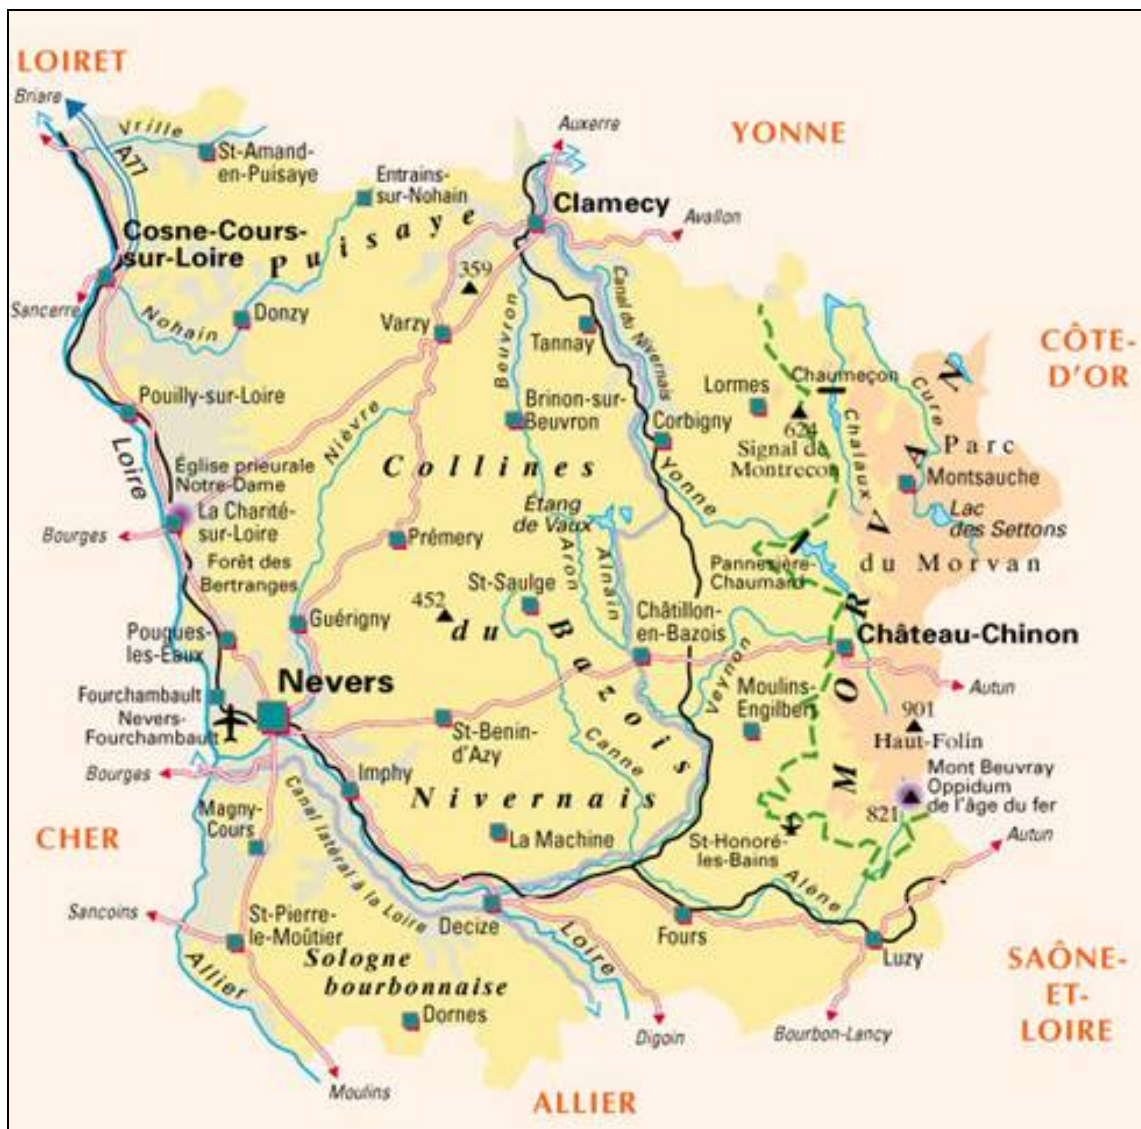 LOIRET
Briare
Vrille
A77
St-Amand-
en-Puisaye
Auxerre
YONNE
Entrains-
sur-Nohain
Clamecy
Avallon
Cosne-Cours-
sur-Loire
Puisaye
Sancerre
Nohain
Donzy
359
Varzy
Beuvron
Tannay
Canal du Nivernais
CÔTE-
D'OR
Pouilly-sur-Loire
Loire
Nièvre
Brinon-sur-
Beuvron
Lormes
Chaumeçon
Cure
Corbigny
624
Signal de
Montrecon
Chalaux
Parc
Montsauche
Église prieurale
Notre-Dame
Collines
Yonne
La Charité-
sur-Loire
Bourges
Étang
de Vaux
Lac
des Settons
Forêt des
Bertranges
Prémery
Aron
Alnain
Pannesière-
Chaumard
du Morvan
St-Saulge
452
Guérigny
du
Bazois
Châtillon-
en-Bazois
Château-Chinon
Pougues-
les-Eaux
Nevers
Veynon
MORVAN
Autun
Fourchambault
Nevers-
Fourchambault
St-Benin-
d'Azy
Moulins-
Engilbert
901
Haut-Folin
Canne
Bourges
Imphy
Mont Beuvray
Oppidum
de l'âge du fer
821
Nivernais
Magny-
Cours
Canal latéral à la Loire
La Machine
St-Honoré-
les-Bains
Autun
CHER
Alène
Sancoins
St-Pierre-
le-Moûtier
Decize
Loire
Fours
Luzy
Allier
Sologne
bourbonnaise
SAÔNE-
ET-
LOIRE
Dornes
Digoin
Bourbon-Lancy
Moulins
ALLIER